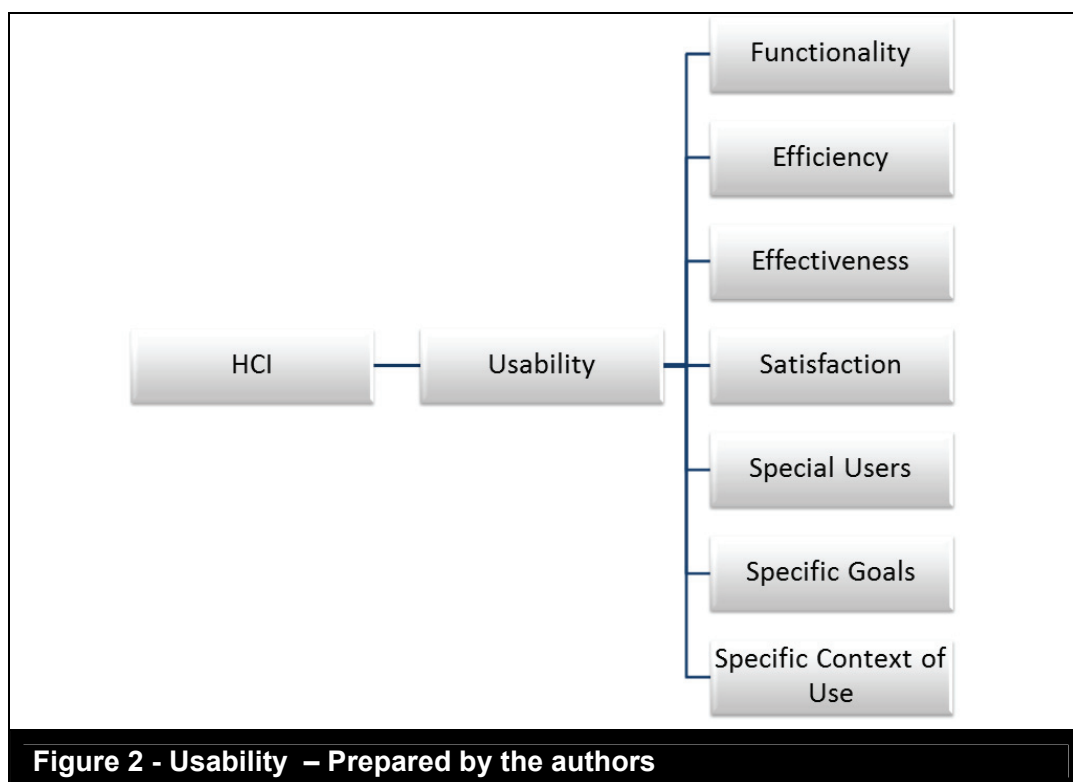 Functionality
Efficiency
Effectiveness
HCI
Usability
Satisfaction
Special Users
Specific Goals
Specific Context of
Use
Figure 2 - Usability – Prepared by the authors